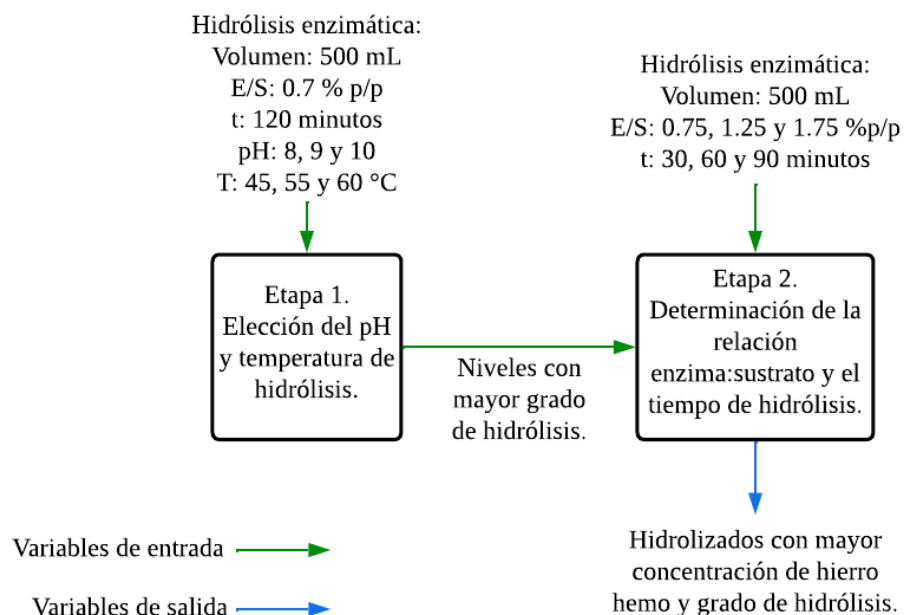 Hidrólisis enzimática:
Volumen: 500 mL
E/S: 0.7 % p/p
t: 120 minutos
pH: 8, 9 y 10
T: 45, 55 y 60 °C
Hidrólisis enzimática:
Volumen: 500 mL
E/S: 0.75, 1.25 y 1.75 %p/p
t: 30, 60 y 90 minutos
Etapa 1.
Elección del pH
y temperatura de
hidrólisis.
Niveles con
mayor grado
de hidrólisis.
Etapa 2.
Determinación de la
relación
enzima:sustrato y el
tiempo de hidrólisis.
Variables de entrada
Variables de salida
Hidrolizados con mayor
concentración de hierro
hemo y grado de hidrólisis.